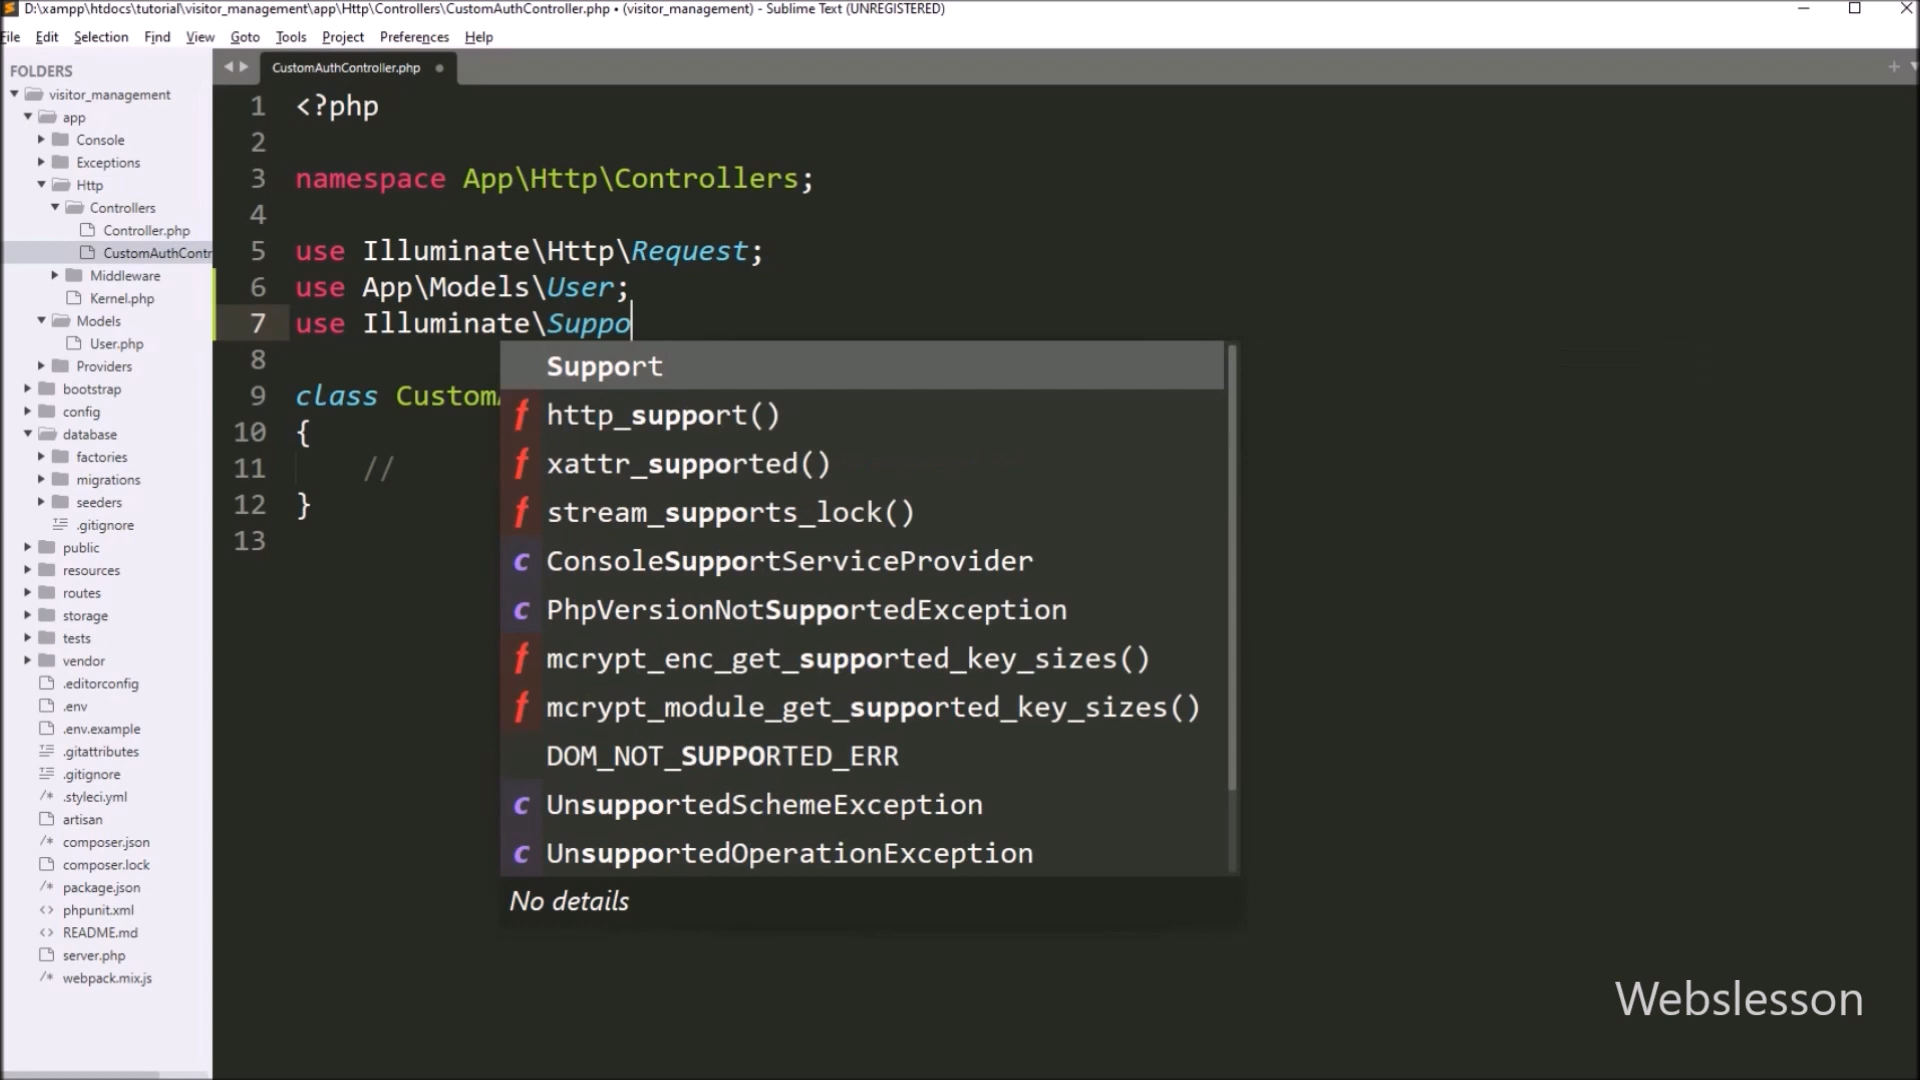 D:\xampp\htdocs\tutorial\visitor_management\app\Http\Controllers\CustomAuthController.php • (visitor_management) - Sublime Text (UNREGISTERED)
File Edit Selection Find View Goto Tools Project Preferences Help
FOLDERS
visitor_management
app
Console
Exceptions
Http
Controllers
Controller.php
CustomAuthContr
Middleware
Kernel.php
Models
User.php
Providers
bootstrap
config
database
factories
migrations
seeders
.gitignore
public
resources
routes
storage
tests
vendor
.editorconfig
.env
.env.example
.gitattributes
.gitignore
/* .styleci.yml
artisan
/* composer.json
composer.lock
/* package.json
<> phpunit.xml
<> README.md
server.php
/* webpack.mix.js
CustomAuthController.php
1 <?php
2
3 namespace App\Http\Controllers;
4
5 use Illuminate\Http\Request;
6 use App\Models\User;
7 use Illuminate\Suppo
8
9 class CustomA
10 {
11 //
12 }
13
Support
f http_support()
f xattr_supported()
f stream_supports_lock()
c ConsoleSupportServiceProvider
c PhpVersionNotSupportedException
f mcrypt_enc_get_supported_key_sizes()
f mcrypt_module_get_supported_key_sizes()
DOM_NOT_SUPPORTED_ERR
c UnsupportedSchemeException
c UnsupportedOperationException
No details
Webslesson